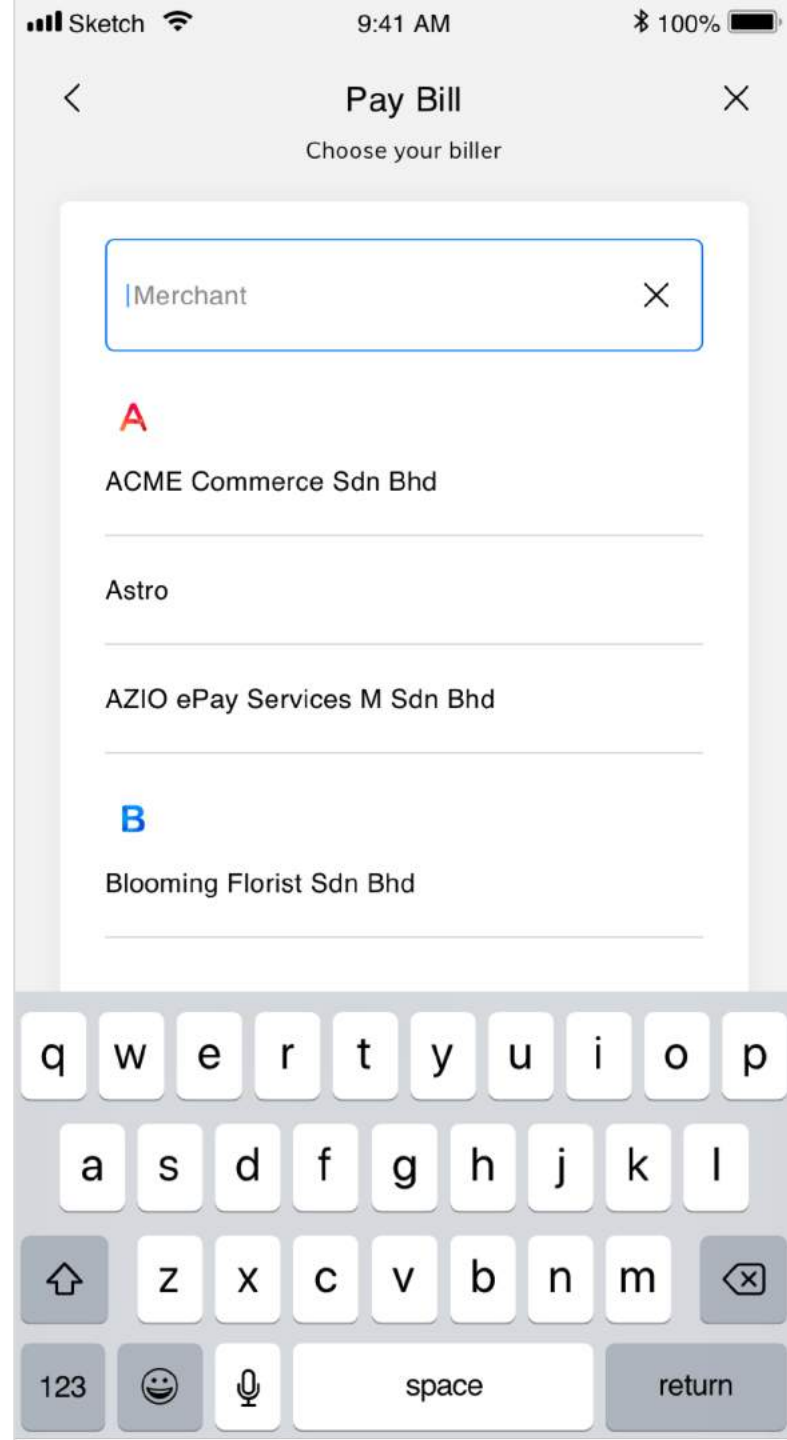 Sketch 9:41 AM 100%
Pay Bill
Choose your biller
Merchant
A
ACME Commerce Sdn Bhd
Astro
AZIO ePay Services M Sdn Bhd
B
Blooming Florist Sdn Bhd
q w e r t y u i o p
a s d f g h j k l
z x c v b n m
123 space return